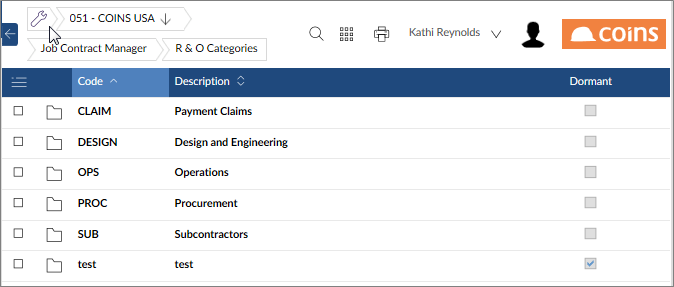 051 - COINS USA
Kathi Reynolds
coins
Job Contract Manager
R & O Categories
Code Description Dormant
CLAIM Payment Claims
DESIGN Design and Engineering
OPS Operations
PROC Procurement
SUB Subcontractors
test test